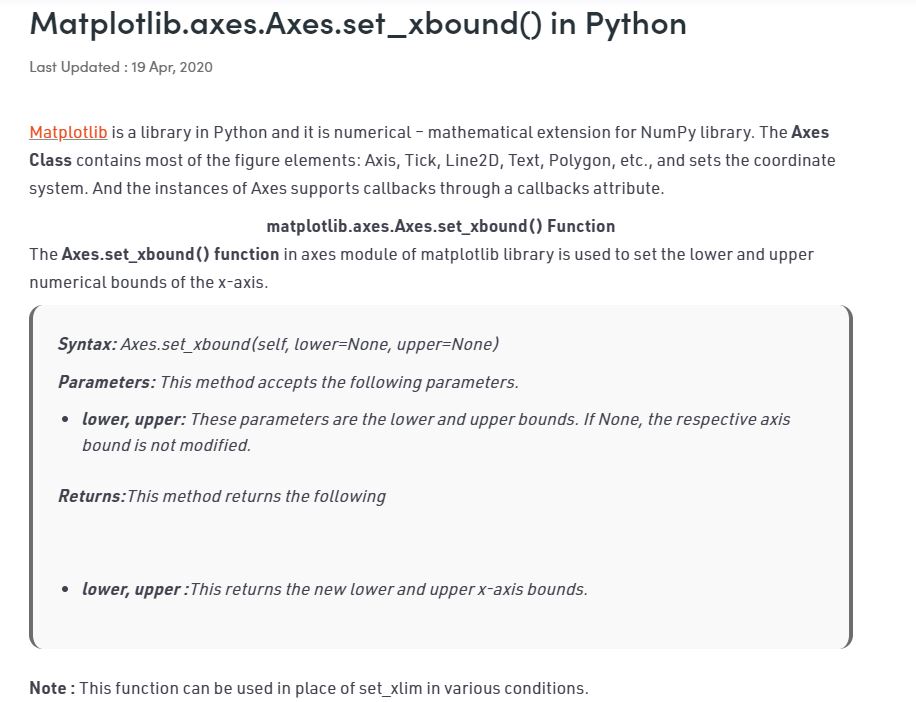 Matplotlib.axes.Axes.set_xbound() in Python
Last Updated : 19 Apr, 2020
Matplotlib is a library in Python and it is numerical – mathematical extension for NumPy library. The Axes
Class contains most of the figure elements: Axis, Tick, Line2D, Text, Polygon, etc., and sets the coordinate
system. And the instances of Axes supports callbacks through a callbacks attribute.
matplotlib.axes.Axes.set_xbound() Function
The Axes.set_xbound() function in axes module of matplotlib library is used to set the lower and upper
numerical bounds of the x-axis.
Syntax: Axes.set_xbound(self, lower=None, upper=None)
Parameters: This method accepts the following parameters.
• lower, upper: These parameters are the lower and upper bounds. If None, the respective axis
bound is not modified.
Returns:This method returns the following
• lower, upper :This returns the new lower and upper x-axis bounds.
Note : This function can be used in place of set_xlim in various conditions.